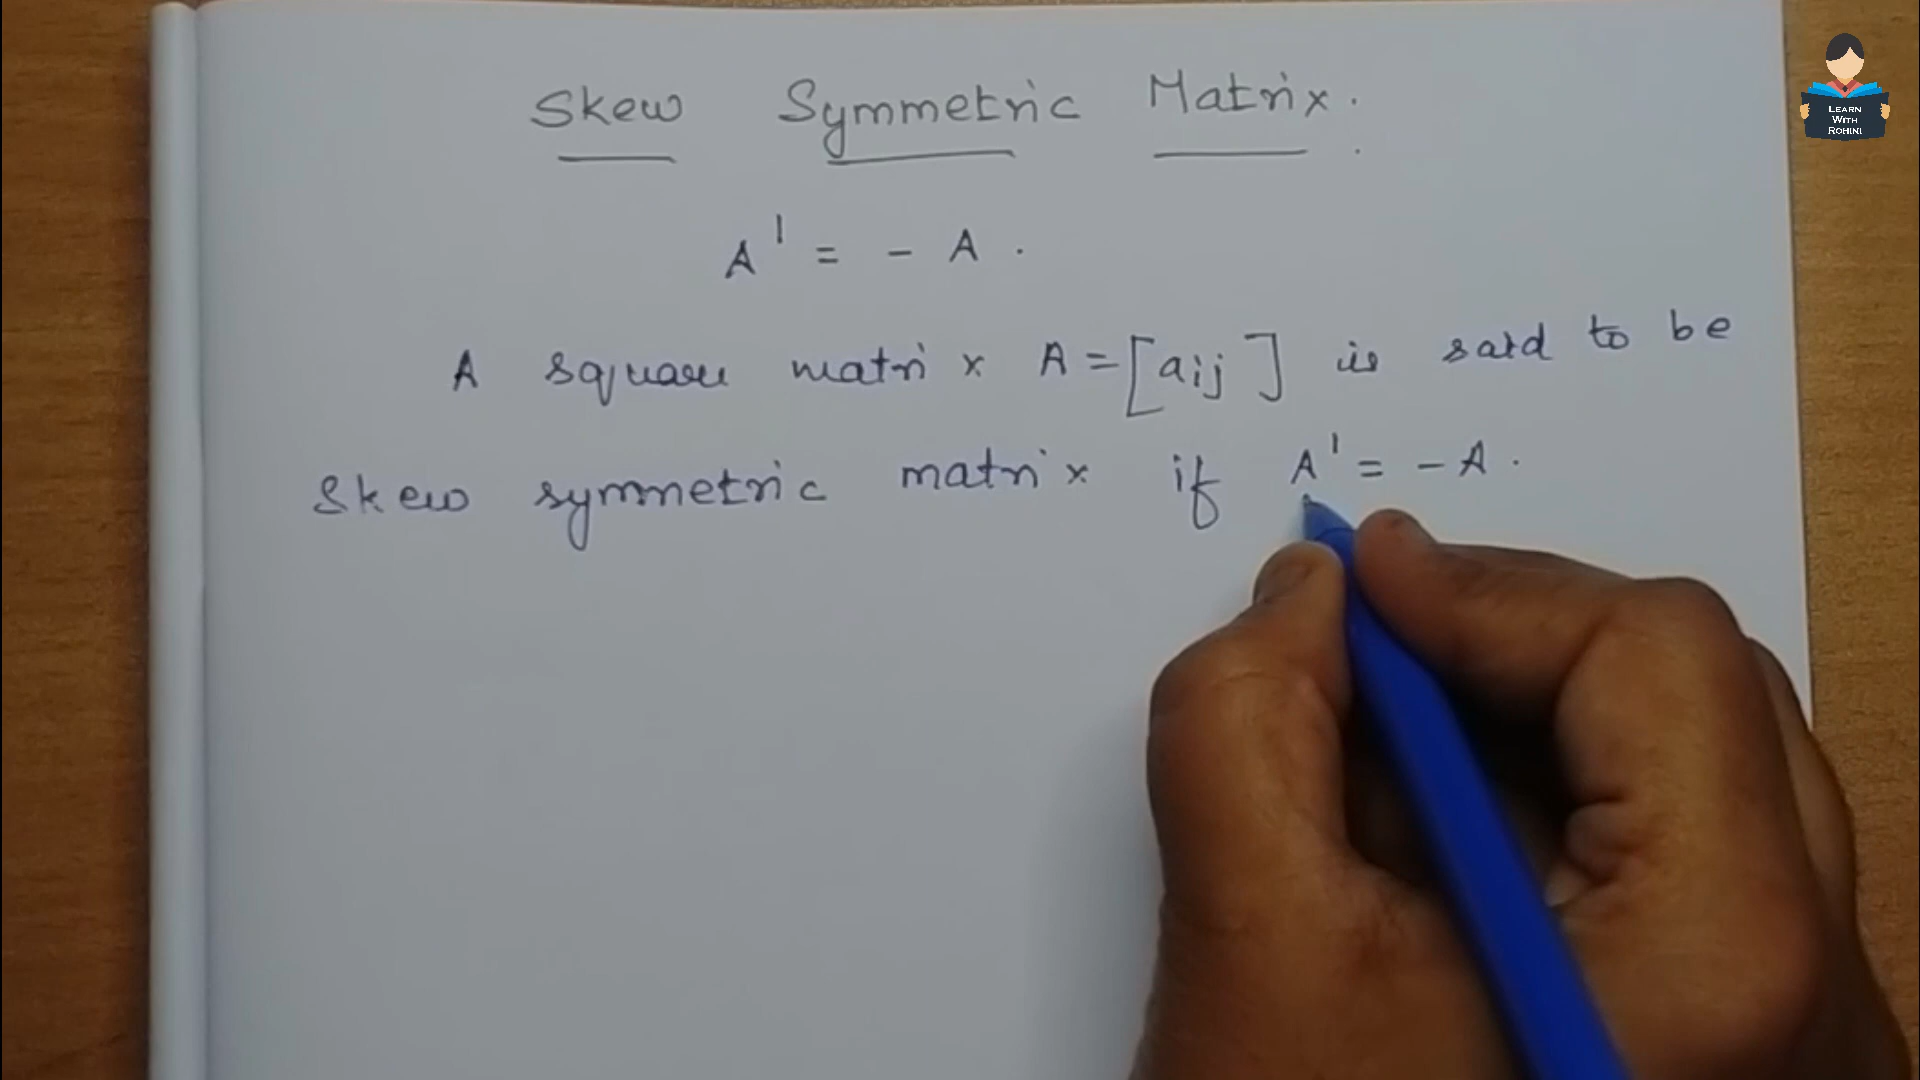 Skew Symmetric Matrix.
A' = - A.
A square matrix A = [aij] is said to be
Skew symmetric matrix if A' = - A.
LEARN
WITH
ROHINI